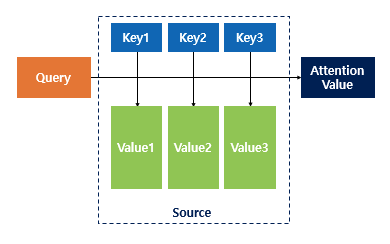 Key1 Key2 Key3
Query
Attention
Value
Value1 Value2 Value3
Source